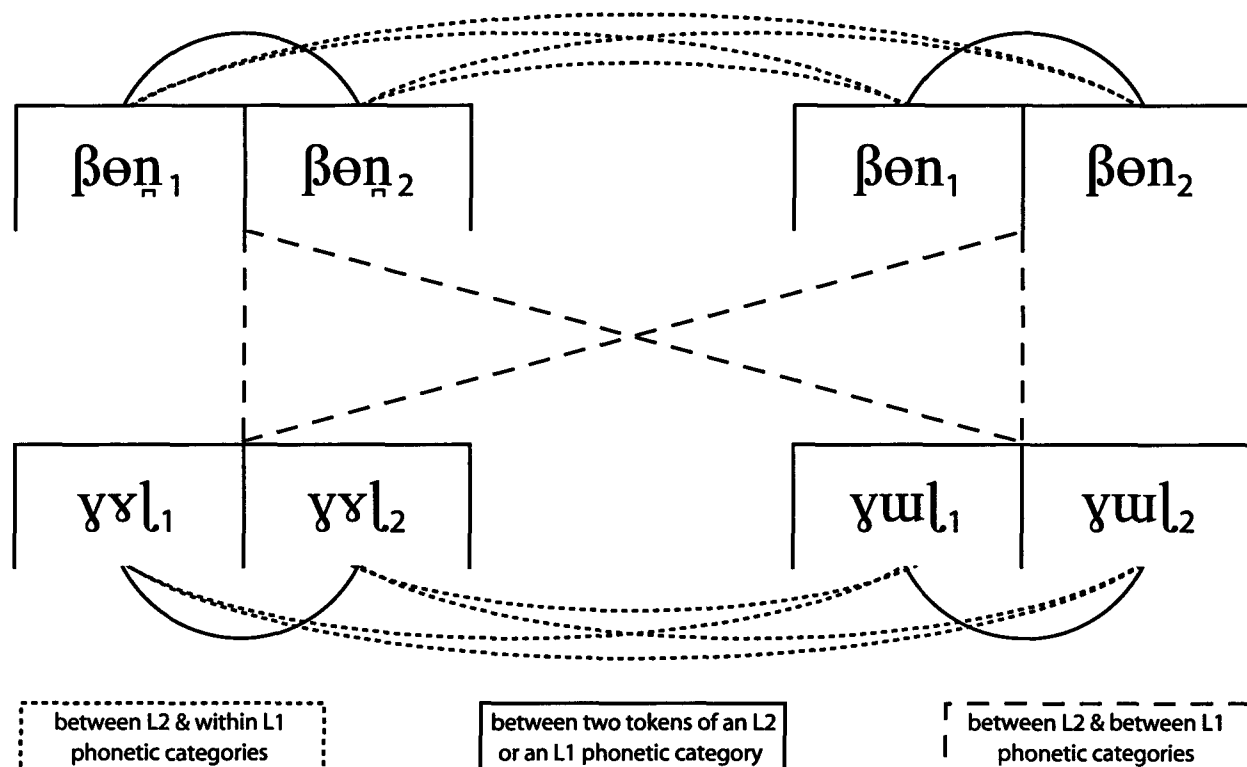 βɵn̪₁ βɵn̪₂ βɵn₁ βɵn₂
ɣɤɭ₁ ɣɤɭ₂ ɣɯɭ₁ ɣɯɭ₂
between L2 & within L1 between two tokens of an L2 between L2 & between L1
phonetic categories or an L1 phonetic category phonetic categories